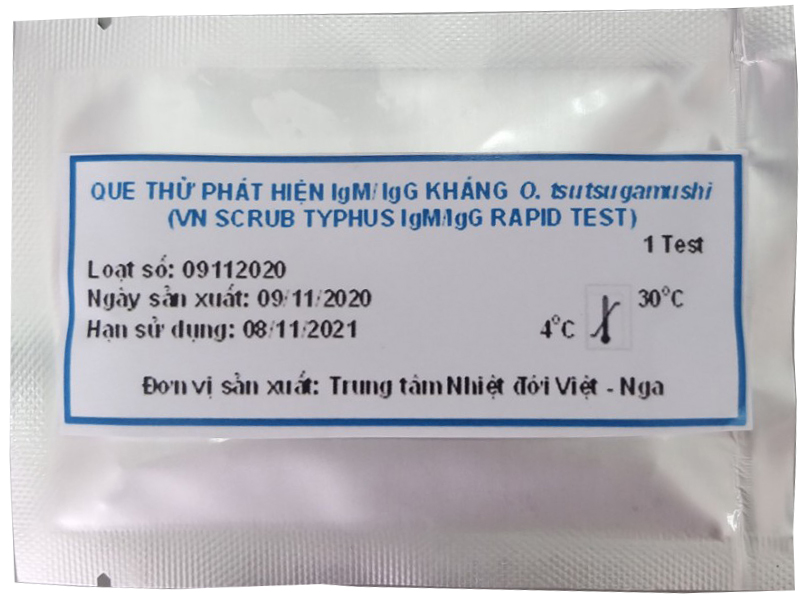 QUE THỬ PHÁT HIỆN IgM/IgG KHÁNG O. tsutsugamushi
(VN SCRUB TYPHUS IgM/IgG RAPID TEST)
1 Test
Loạt số: 09112020
Ngày sản xuất: 09/11/2020
Hạn sử dụng: 08/11/2021
4°C 30°C
Đơn vị sản xuất: Trung tâm Nhiệt đới Việt - Nga